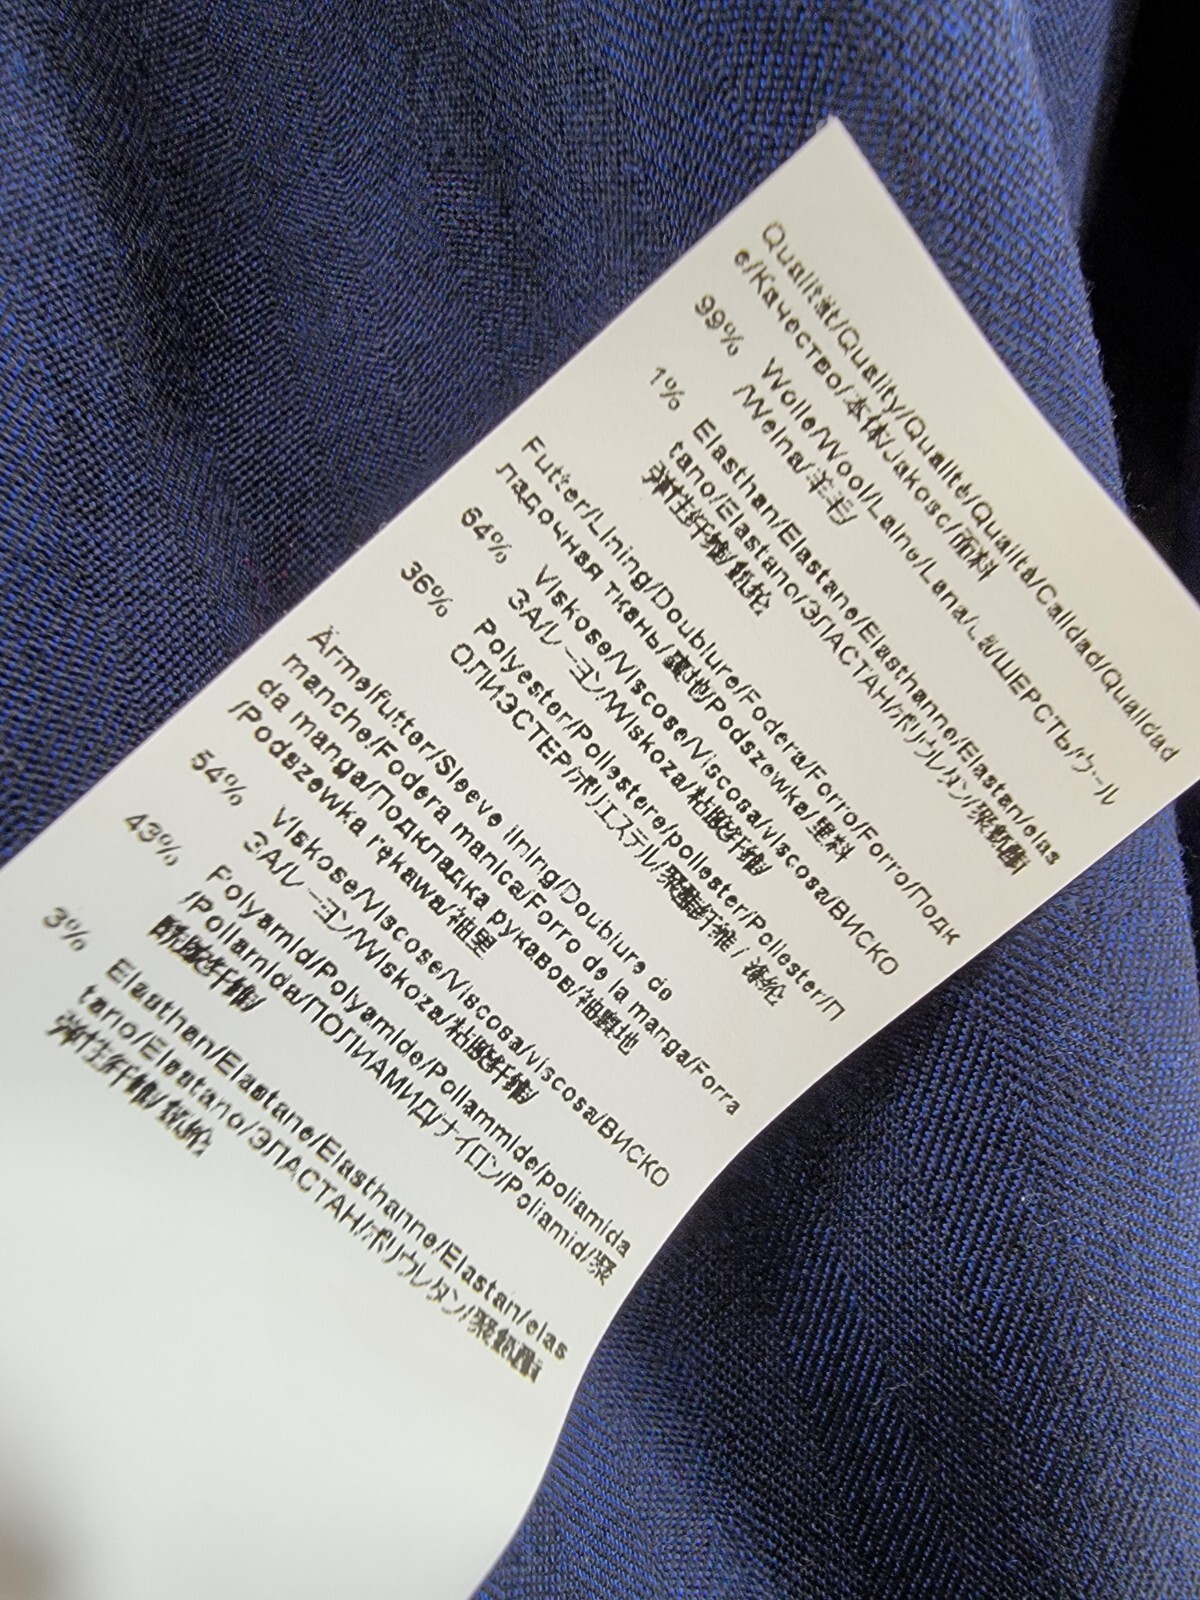 Qualität/Quality/Qualité/Qualità/Calidad/Qualidad
e/Качество/本体/Jakosc/面料
99% Wolle/Wool/Laine/Lana/Lã/ШЕРСТЬ/ウール
/Welna/羊毛/
1% Elasthan/Elastane/Elasthanne/Elastan/elas
tano/Elastano/ЭЛАСТАН/ポリウレタン/聚氨酯
弹性纤维/氨纶
Futter/Lining/Doublure/Fodera/Forro/Forro/Подк
ладочная ткань/裏地/Podszewka/里料
64% Viskose/Viscose/Viscosa/viscosa/ВИСКО
ЗА/レーヨン/Wiskoza/粘胶纤维/
36% Polyester/Poliestere/poliester/Poliester/П
ОЛИЭСТЕР/ポリエステル/聚酯纤维 / 涤纶
Ärmelfutter/Sleeve lining/Doublure de
manche/Fodera manica/Forro de la manga/Forra
da manga/Подкладка рукавов/袖裏地
/Podszewka rękawa/袖里
54% Viskose/Viscose/Viscosa/viscosa/ВИСКО
ЗА/レーヨン/Wiskoza/粘胶纤维/
43% Polyamid/Polyamide/Poliammide/poliamida
/Poliamida/ПОЛИАМИД/ナイロン/Poliamid/聚
酰胺纤维/
3% Elasthan/Elastane/Elasthanne/Elastan/elas
tano/Elastano/ЭЛАСТАН/ポリウレタン/聚氨酯
弹性纤维/氨纶